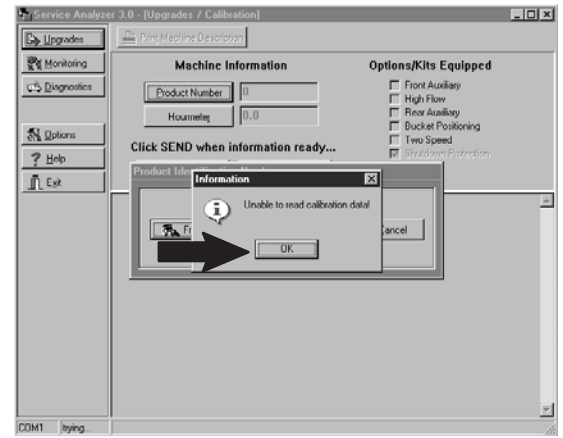 Service Analyzer 3.0 - [Upgrades / Calibration]
Upgrades
Print Machine Description
Monitoring
Diagnostics
Options
Help
Exit
Machine Information
Product Number
0
Hourmeter
0.0
Options/Kits Equipped
Front Auxiliary
High Flow
Rear Auxiliary
Bucket Positioning
Two Speed
Shutdown Protection
Click SEND when information ready...
Information
Unable to read calibration data!
OK
Cancel
COM1 trying...